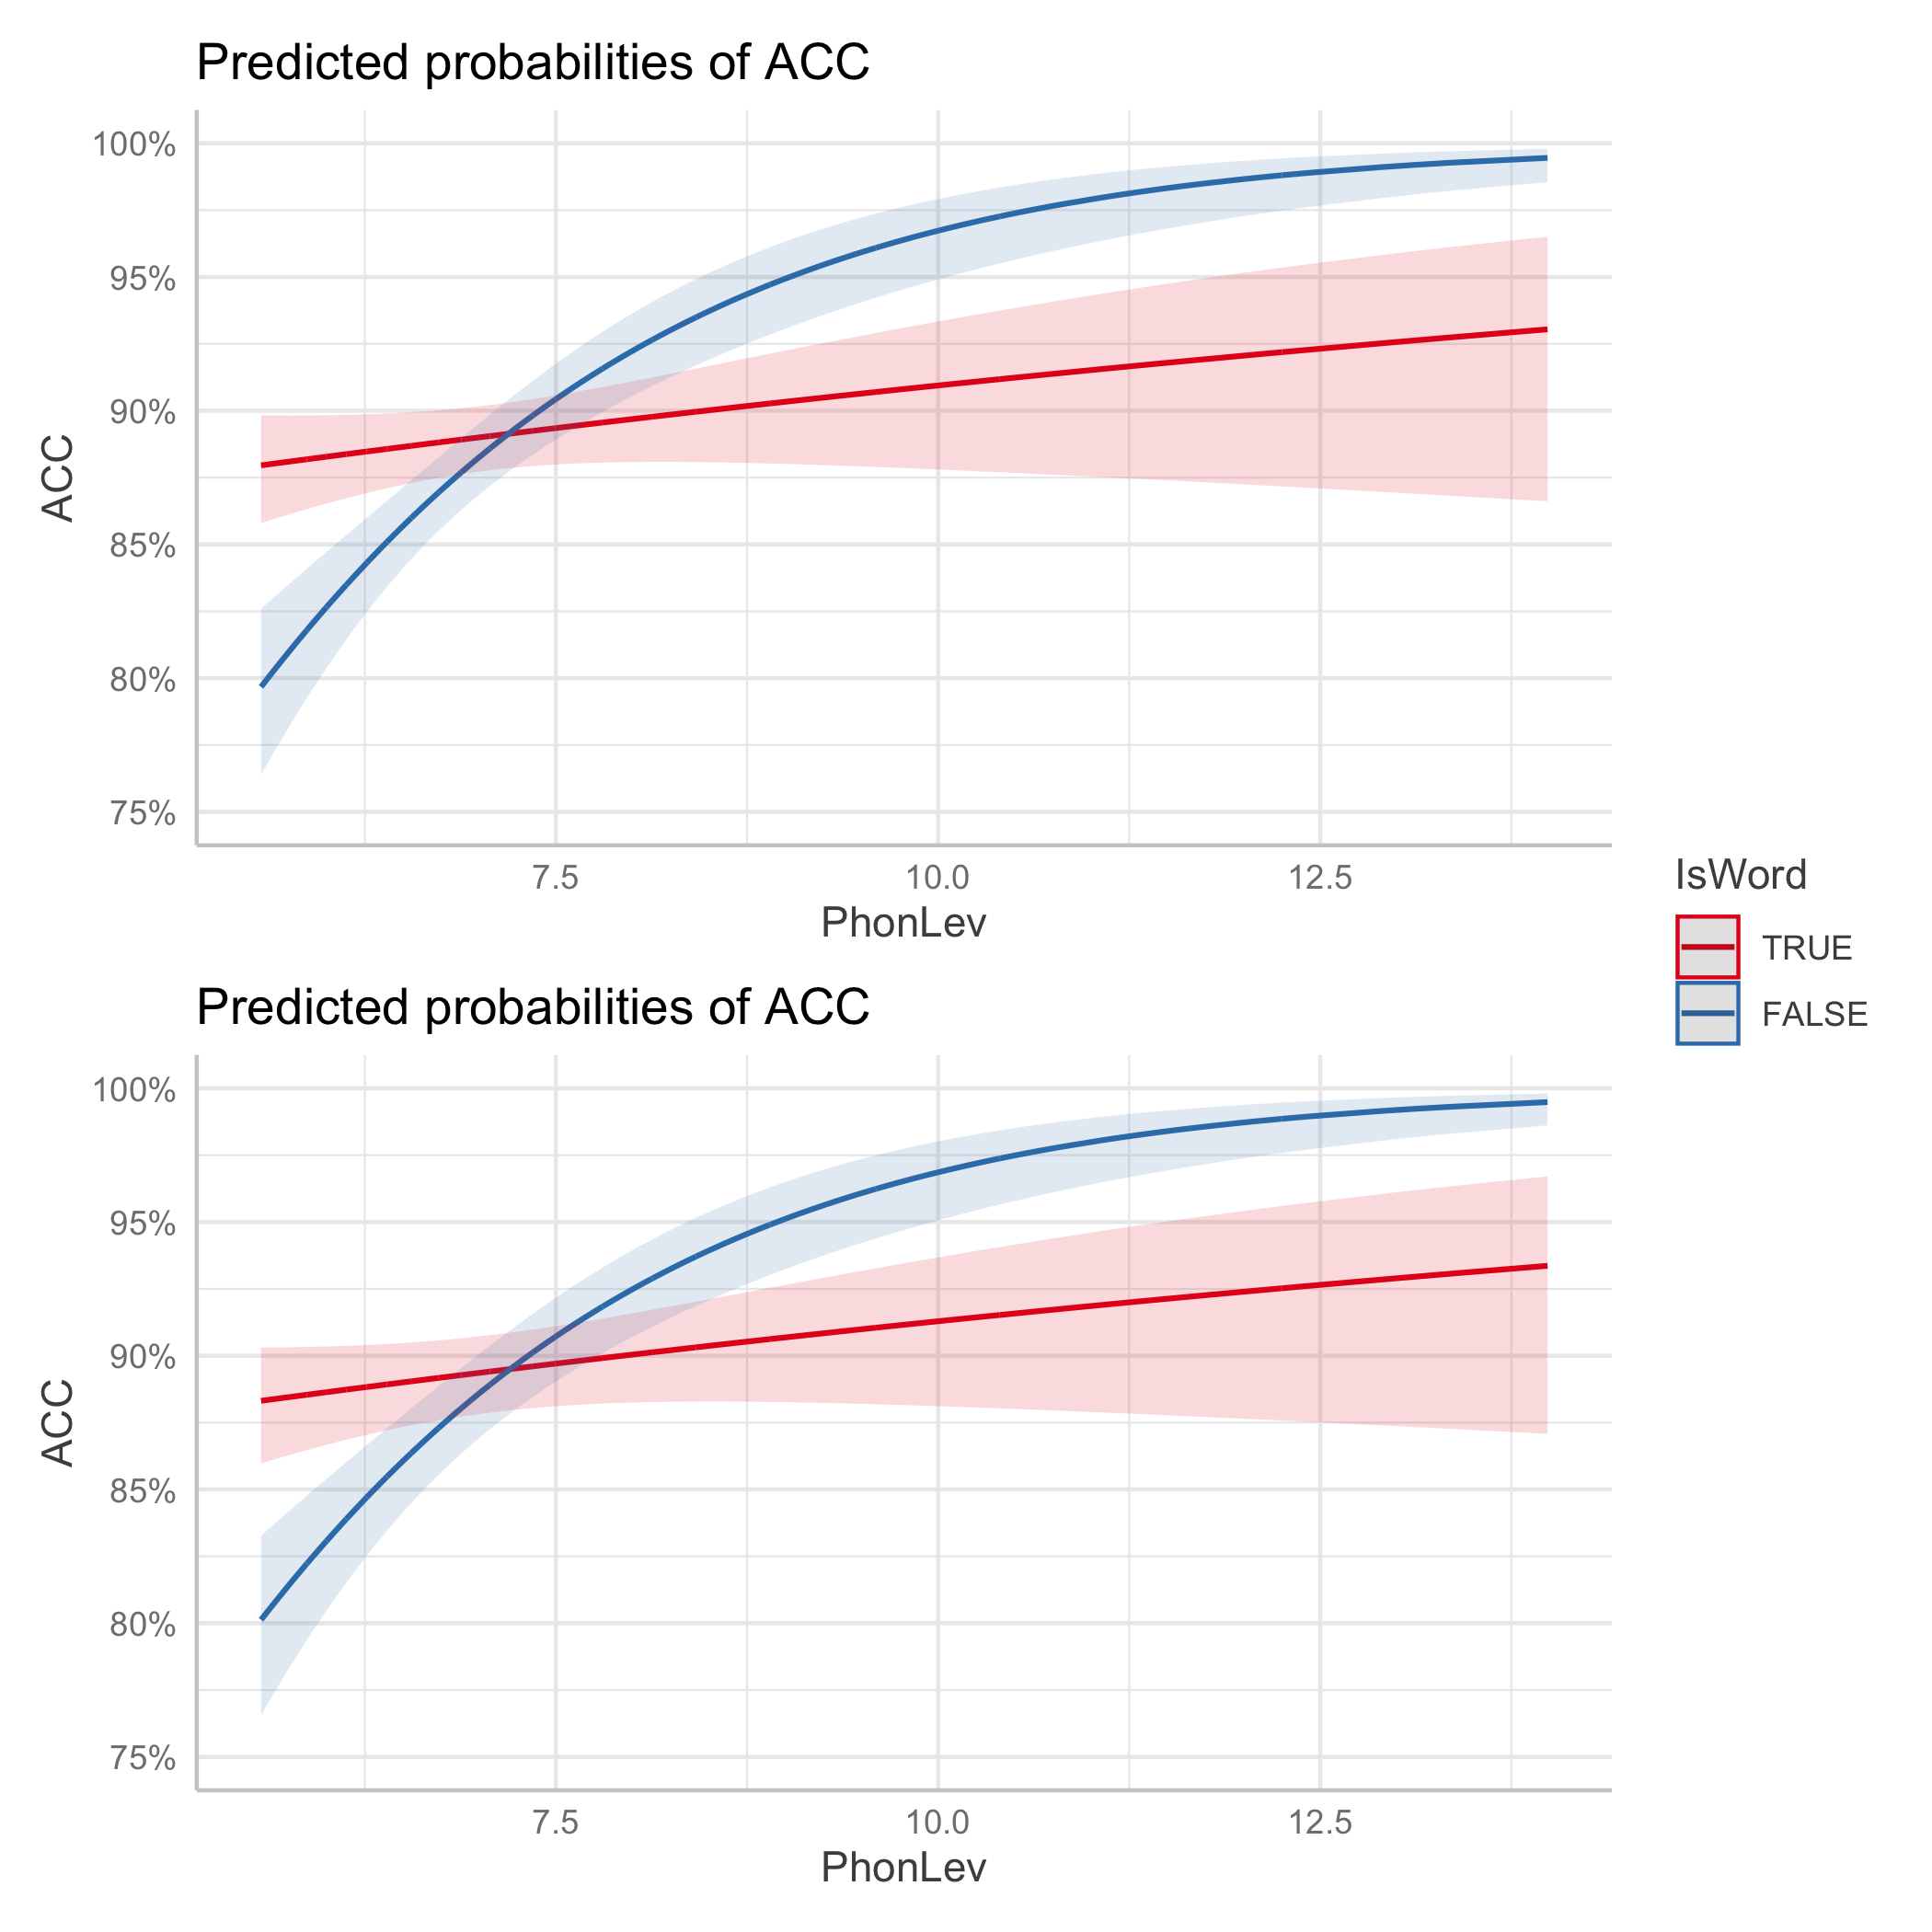 Predicted probabilities of ACC
100%
95%
90%
85%
80%
75%
ACC
7.5 10.0 12.5
PhonLev
IsWord
TRUE
FALSE
Predicted probabilities of ACC
100%
95%
90%
85%
80%
75%
ACC
7.5 10.0 12.5
PhonLev